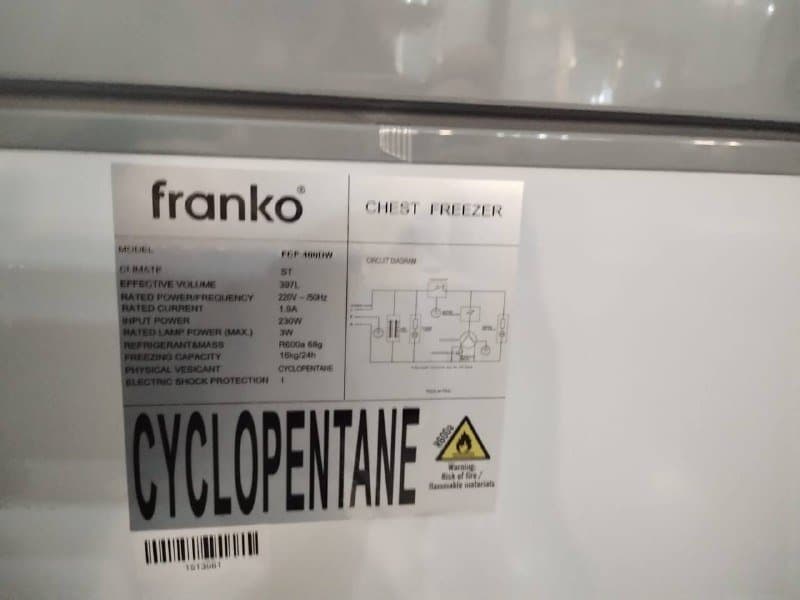 franko®
CHEST FREEZER
MODEL
CLIMATE ST
EFFECTIVE VOLUME 397L
RATED POWER/FREQUENCY 220V ~ /50Hz
RATED CURRENT 1.9A
INPUT POWER 230W
RATED LAMP POWER (MAX.) 3W
REFRIGERANT&MASS R600a 68g
FREEZING CAPACITY 16kg/24h
PHYSICAL VESICANT CYCLOPENTANE
ELECTRIC SHOCK PROTECTION I
CIRCUIT DIAGRAM
CYCLOPENTANE
R600a
Warning:
Risk of fire /
flammable materials